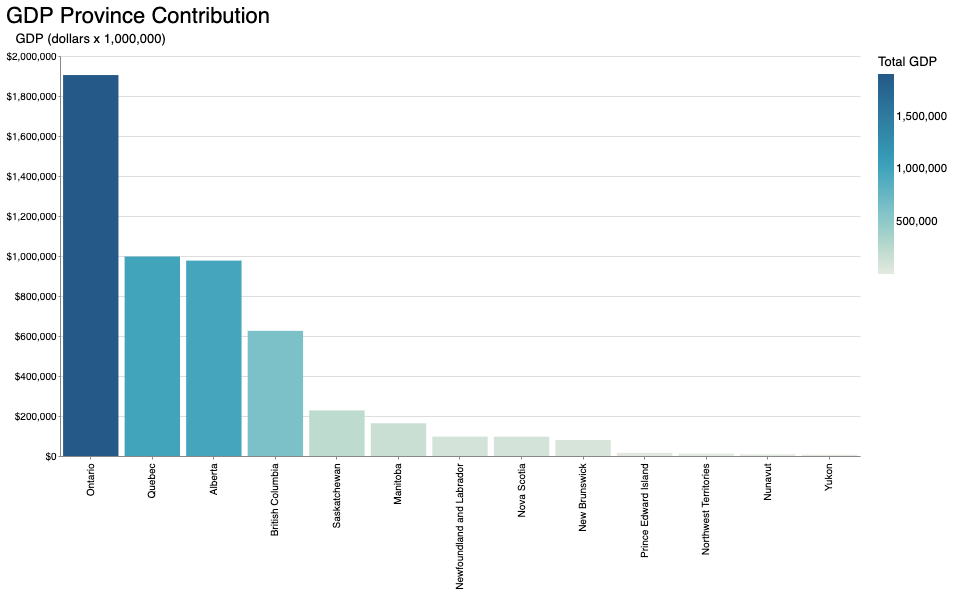 GDP Province Contribution
GDP (dollars x 1,000,000)
$2,000,000
$1,800,000
$1,600,000
$1,400,000
$1,200,000
$1,000,000
$800,000
$600,000
$400,000
$200,000
$0
Ontario
Quebec
Alberta
British Columbia
Saskatchewan
Manitoba
Newfoundland and Labrador
Nova Scotia
New Brunswick
Prince Edward Island
Northwest Territories
Nunavut
Yukon
Total GDP
1,500,000
1,000,000
500,000